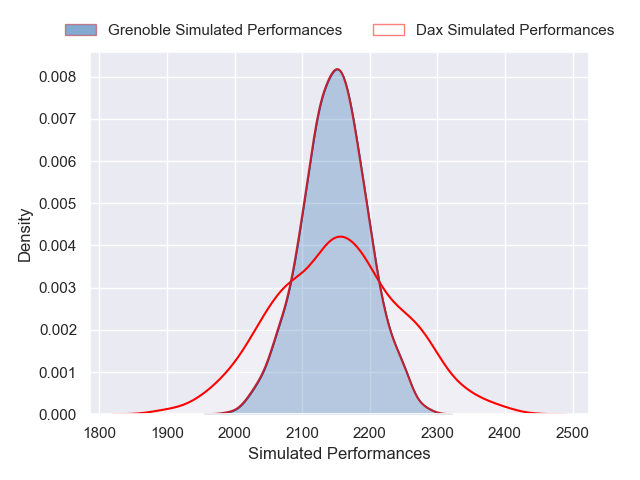 Grenoble Simulated Performances Dax Simulated Performances
0.008
0.007
0.006
0.005
0.004
0.003
0.002
0.001
0.000
Density
1800 1900 2000 2100 2200 2300 2400 2500
Simulated Performances